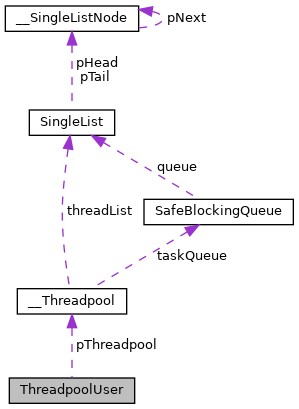 __SingleListNode
pNext
pHead
pTail
SingleList
queue
threadList
SafeBlockingQueue
taskQueue
__Threadpool
pThreadpool
ThreadpoolUser